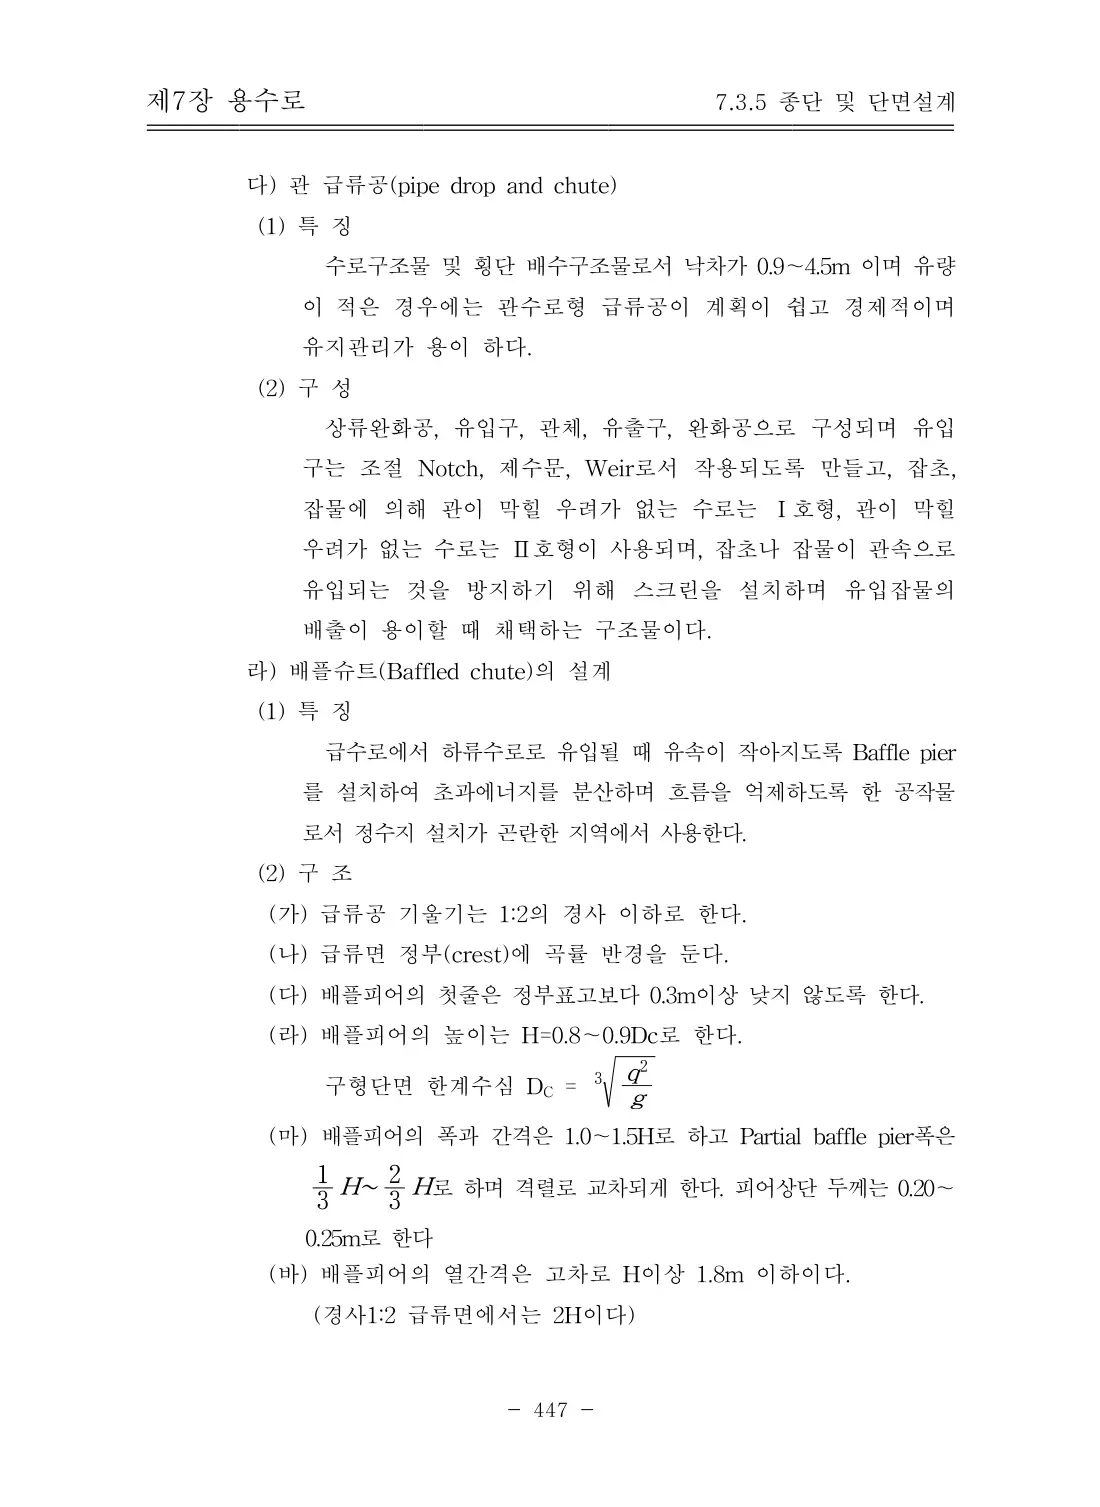 제7장 용수로
7.3.5 종단 및 단면설계
다) 관 급류공(pipe drop and chute)
(1) 특 징
수로구조물 및 횡단 배수구조물로서 낙차가 0.9~4.5m 이며 유량
이 적은 경우에는 관수로형 급류공이 계획이 쉽고 경제적이며
유지관리가 용이 하다.
(2) 구 성
상류완화공, 유입구, 관체, 유출구, 완화공으로 구성되며 유입
구는 조절 Notch, 제수문, Weir로서 작용되도록 만들고, 잡초,
잡물에 의해 관이 막힐 우려가 없는 수로는 Ⅰ호형, 관이 막힐
우려가 없는 수로는 Ⅱ호형이 사용되며, 잡초나 잡물이 관속으로
유입되는 것을 방지하기 위해 스크린을 설치하며 유입잡물의
배출이 용이할 때 채택하는 구조물이다.
라) 배플슈트(Baffled chute)의 설계
(1) 특 징
급수로에서 하류수로로 유입될 때 유속이 작아지도록 Baffle pier
를 설치하여 초과에너지를 분산하며 흐름을 억제하도록 한 공작물
로서 정수지 설치가 곤란한 지역에서 사용한다.
(2) 구 조
(가) 급류공 기울기는 1:2의 경사 이하로 한다.
(나) 급류면 정부(crest)에 곡률 반경을 둔다.
(다) 배플피어의 첫줄은 정부표고보다 0.3m이상 낮지 않도록 한다.
(라) 배플피어의 높이는 H=0.8~0.9Dc로 한다.
구형단면 한계수심 D_C = ∛(q²/g)
(마) 배플피어의 폭과 간격은 1.0~1.5H로 하고 Partial baffle pier폭은
1/3 H~ 2/3 H로 하며 격렬로 교차되게 한다. 피어상단 두께는 0.20~
0.25m로 한다
(바) 배플피어의 열간격은 고차로 H이상 1.8m 이하이다.
(경사1:2 급류면에서는 2H이다)
- 447 -